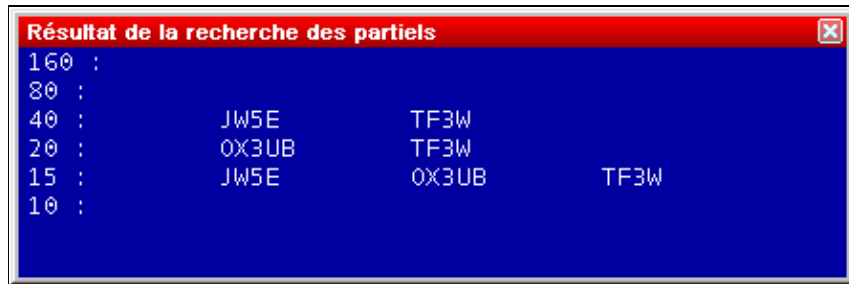 Résultat de la recherche des partiels
160 :
80 :
40 : JW5E TF3W
20 : OX3UB TF3W
15 : JW5E OX3UB TF3W
10 :